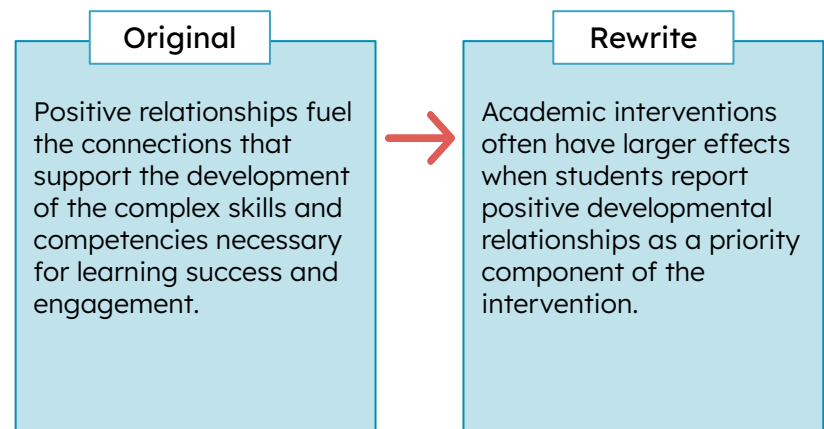 Original
Positive relationships fuel
the connections that
support the development
of the complex skills and
competencies necessary
for learning success and
engagement.
Rewrite
Academic interventions
often have larger effects
when students report
positive developmental
relationships as a priority
component of the
intervention.